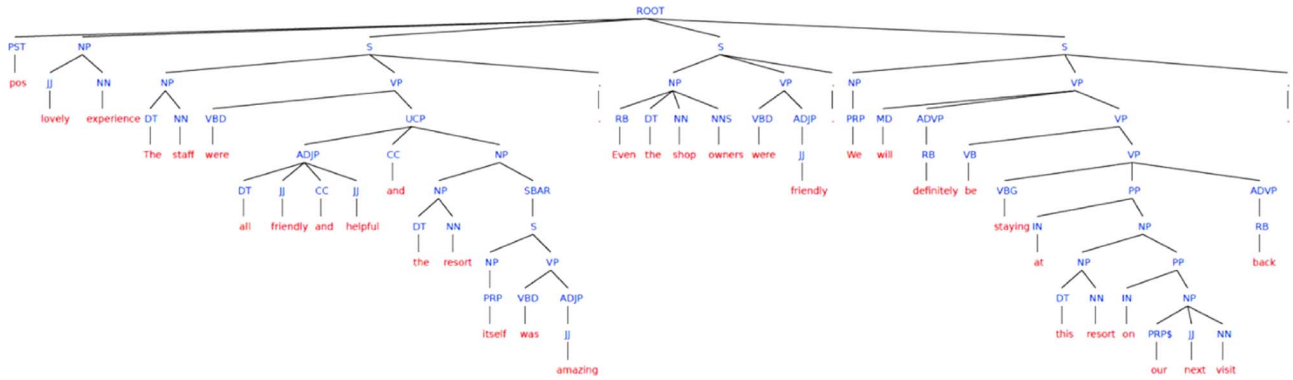 ROOT
PST NP S S S
pos JJ NN NP VP NP VP NP VP
lovely experience DT NN VBD UCP RB DT NN NNS VBD ADJP PRP MD ADVP VP
The staff were ADJP CC NP Even the shop owners were JJ We will RB VB VP
DT JJ CC JJ and NP SBAR friendly definitely be VBG PP ADVP
all friendly and helpful DT NN S staying IN NP RB
the resort NP VP at NP PP back
PRP VBD ADJP DT NN IN NP
itself was JJ this resort on PRP$ JJ NN
amazing our next visit